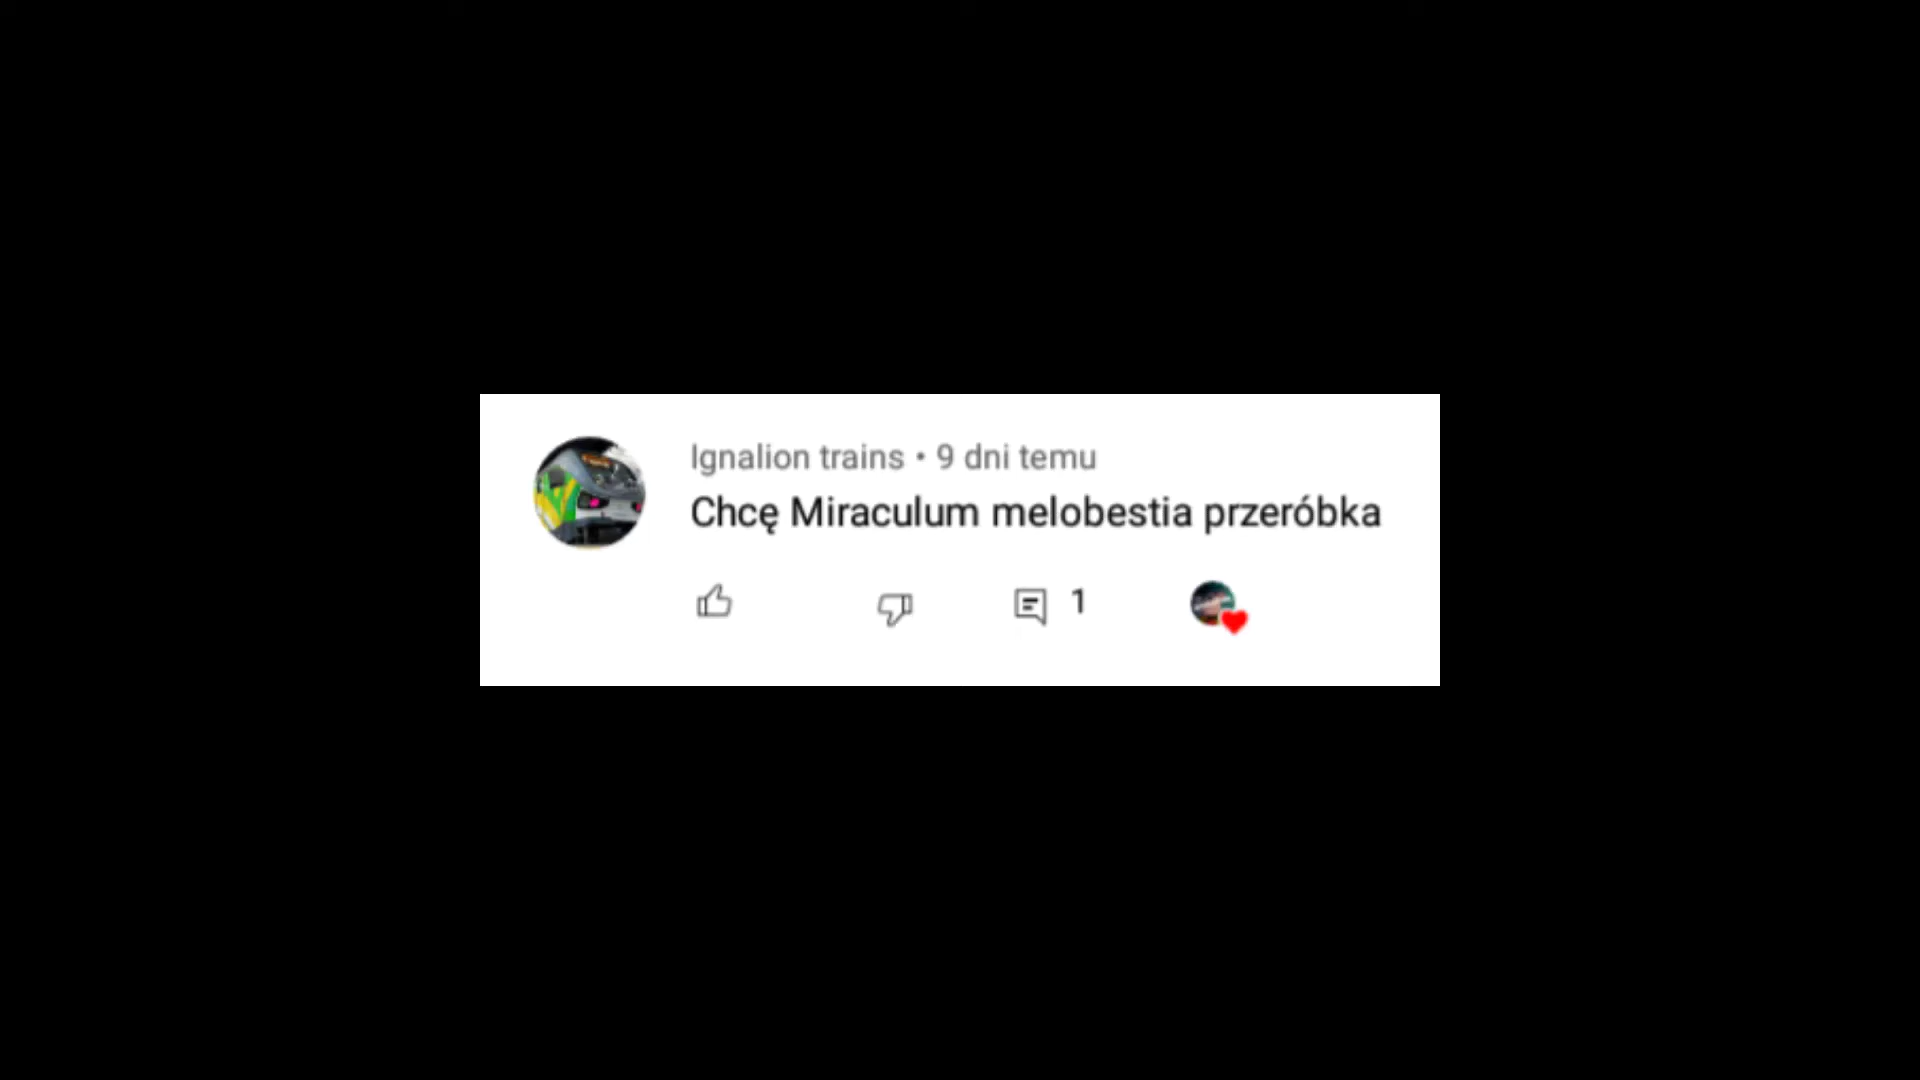 Ignalion trains • 9 dni temu
Chcę Miraculum melobestia przeróbka
1